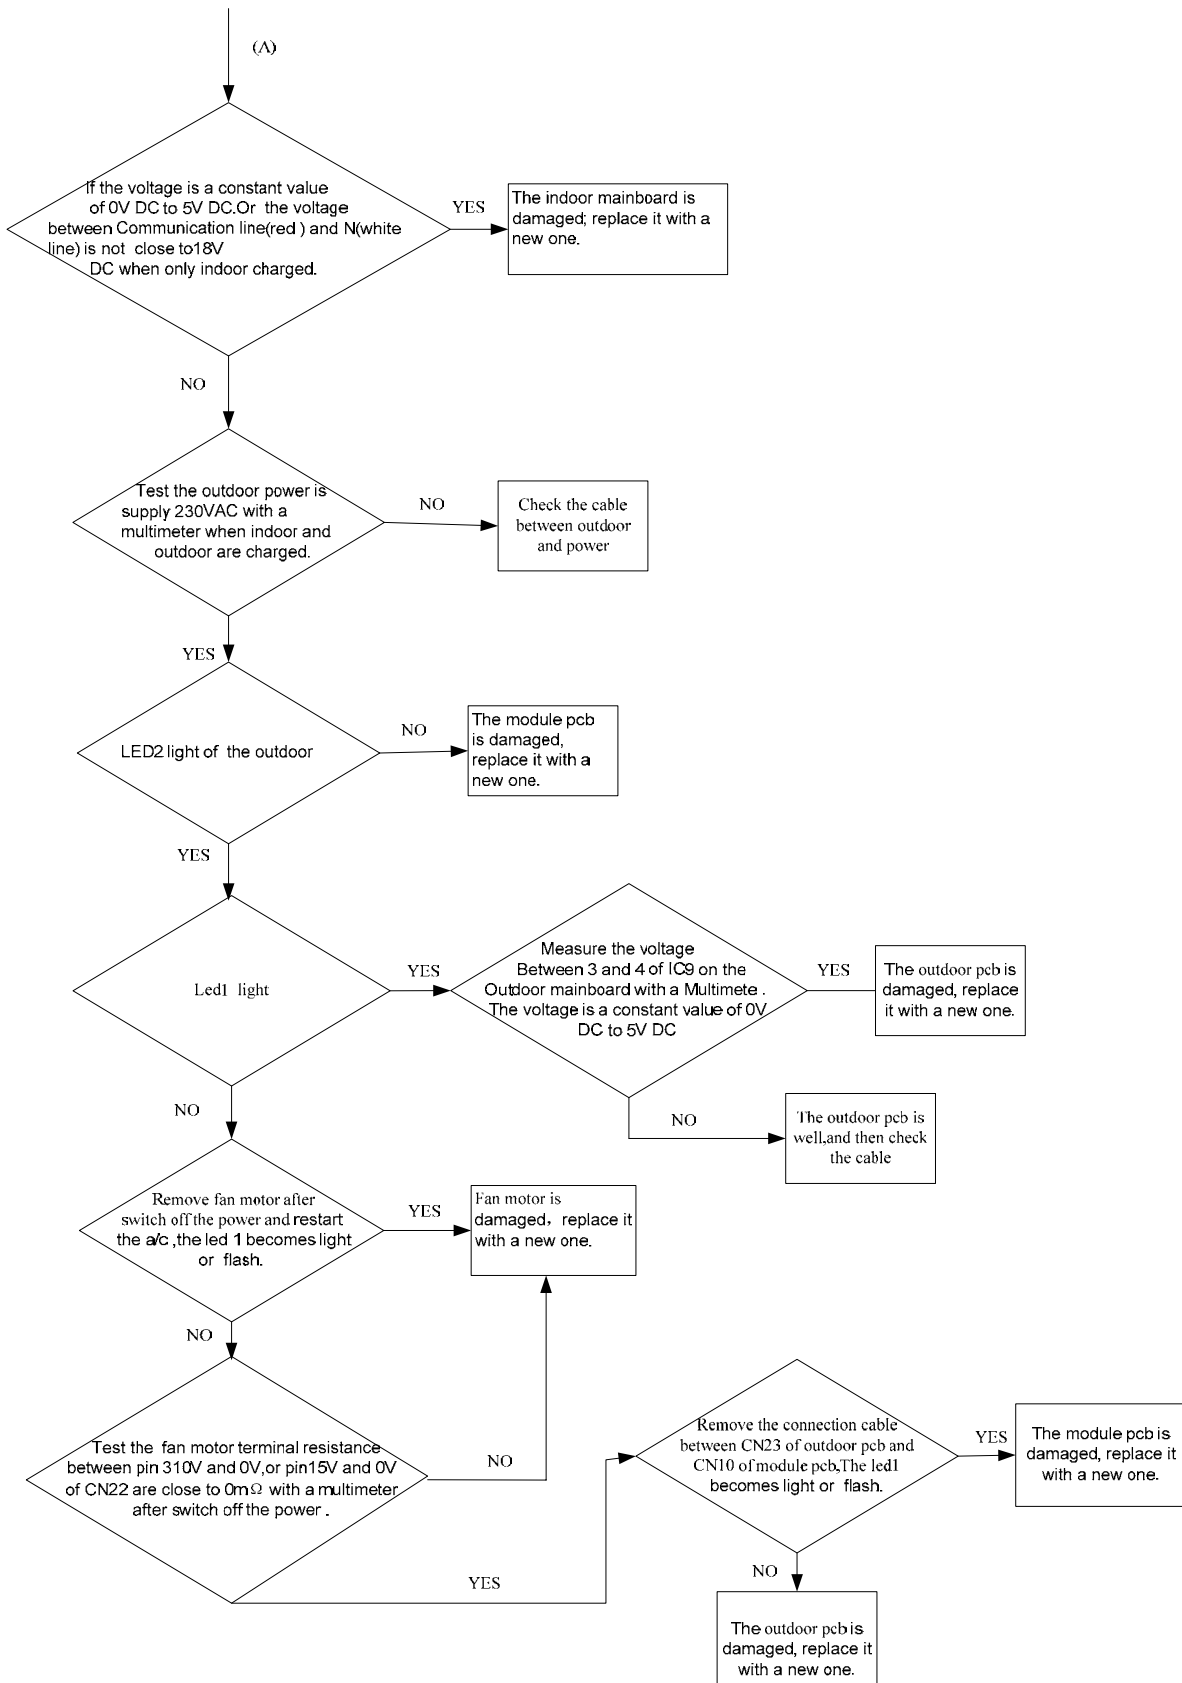 (A)
If the voltage is a constant value
of 0V DC to 5V DC.Or the voltage
between Communication line(red ) and N(white
line) is not close to18V
DC when only indoor charged.
YES
The indoor mainboard is
damaged; replace it with a
new one.
NO
Test the outdoor power is
supply 230VAC with a
multimeter when indoor and
outdoor are charged.
NO
Check the cable
between outdoor
and power
YES
LED2 light of the outdoor
NO
The module pcb
is damaged,
replace it with a
new one.
YES
Led1 light
YES
Measure the voltage
Between 3 and 4 of IC9 on the
Outdoor mainboard with a Multimete .
The voltage is a constant value of 0V
DC to 5V DC
YES
The outdoor pcb is
damaged, replace
it with a new one.
NO
The outdoor pcb is
well,and then check
the cable
NO
Remove fan motor after
switch off the power and restart
the a/c ,the led 1 becomes light
or flash.
YES
Fan motor is
damaged, replace it
with a new one.
NO
Test the fan motor terminal resistance
between pin 310V and 0V,or pin15V and 0V
of CN22 are close to 0mΩ with a multimeter
after switch off the power .
NO
YES
Remove the connection cable
between CN23 of outdoor pcb and
CN10 of module pcb,The led1
becomes light or flash.
YES
The module pcb is
damaged, replace it
with a new one.
NO
The outdoor pcb is
damaged, replace it
with a new one.